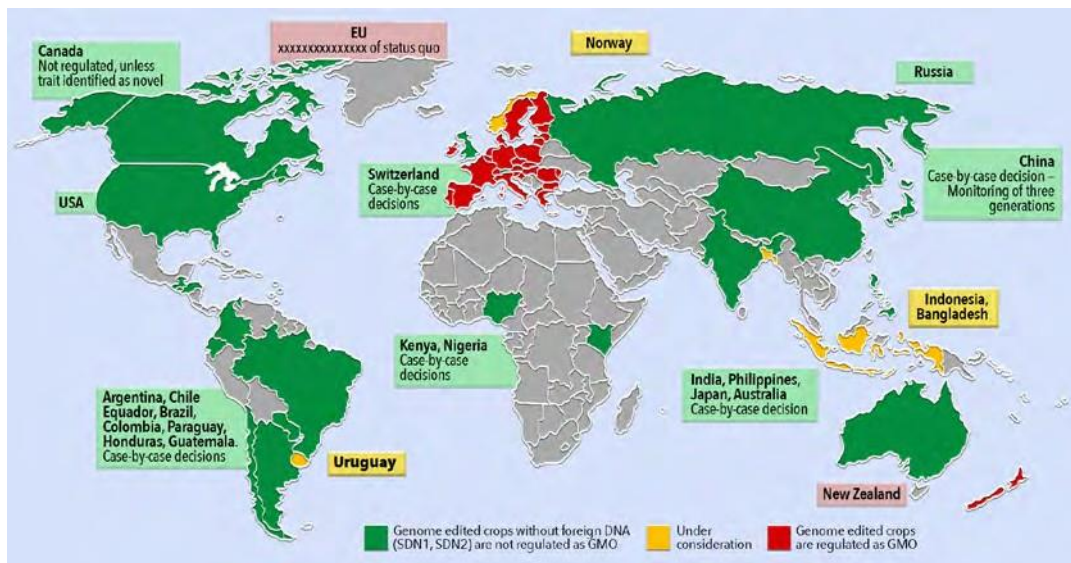 EU
xxxxxxxxxxxxxxx of status quo
Canada
Not regulated, unless
trait identified as novel
Norway
Russia
USA
Switzerland
Case-by-case
decisions
China
Case-by-case decision –
Monitoring of three
generations
Indonesia,
Bangladesh
Kenya, Nigeria
Case-by-case
decisions
India, Philippines,
Japan, Australia
Case-by-case decision
Argentina, Chile
Equador, Brazil,
Colombia, Paraguay,
Honduras, Guatemala.
Case-by-case decisions
Uruguay
New Zealand
Genome edited crops without foreign DNA
(SDN1, SDN2) are not regulated as GMO
Under
consideration
Genome edited crops
are regulated as GMO